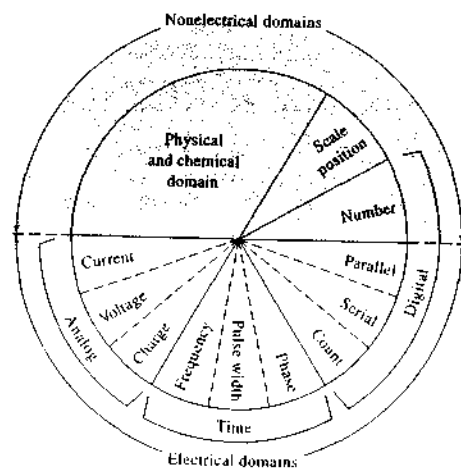 Nonelectrical domains
Physical
and chemical
domain
Scale
position
Number
Current
Voltage
Charge
Frequency
Pulse width
Phase
Count
Serial
Parallel
Analog
Time
Digital
Electrical domains